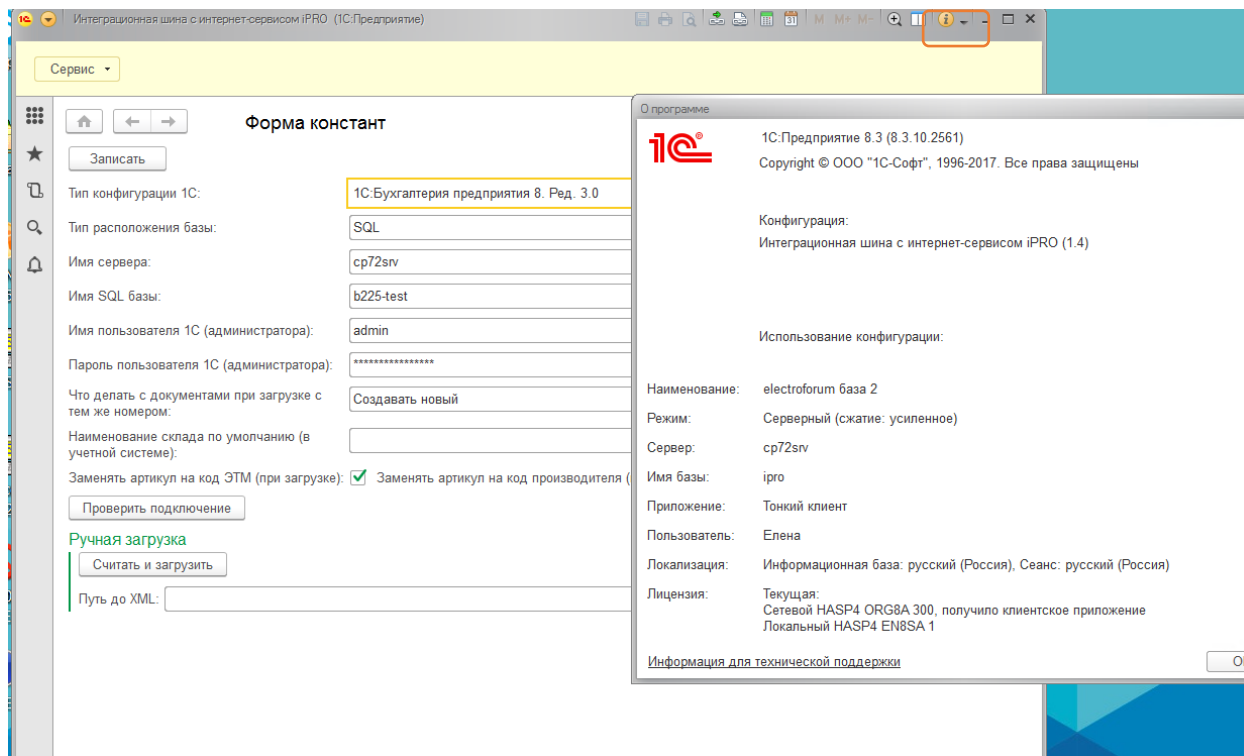 Интеграционная шина с интернет-сервисом iPRO (1С:Предприятие)
M M+ M-
Сервис
Форма констант
Записать
Тип конфигурации 1С:
1С:Бухгалтерия предприятия 8. Ред. 3.0
Тип расположения базы:
SQL
Имя сервера:
cp72srv
Имя SQL базы:
b225-test
Имя пользователя 1С (администратора):
admin
Пароль пользователя 1С (администратора):
****************
Что делать с документами при загрузке с
тем же номером:
Создавать новый
Наименование склада по умолчанию (в
учетной системе):
Заменять артикул на код ЭТМ (при загрузке):
Заменять артикул на код производителя (
Проверить подключение
Ручная загрузка
Считать и загрузить
Путь до XML:
О программе
1С:Предприятие 8.3 (8.3.10.2561)
Copyright © ООО "1С-Софт", 1996-2017. Все права защищены
Конфигурация:
Интеграционная шина с интернет-сервисом iPRO (1.4)
Использование конфигурации:
Наименование: electroforum база 2
Режим: Серверный (сжатие: усиленное)
Сервер: cp72srv
Имя базы: ipro
Приложение: Тонкий клиент
Пользователь: Елена
Локализация: Информационная база: русский (Россия), Сеанс: русский (Россия)
Лицензия: Текущая:
Сетевой HASP4 ORG8A 300, получило клиентское приложение
Локальный HASP4 EN8SA 1
Информация для технической поддержки